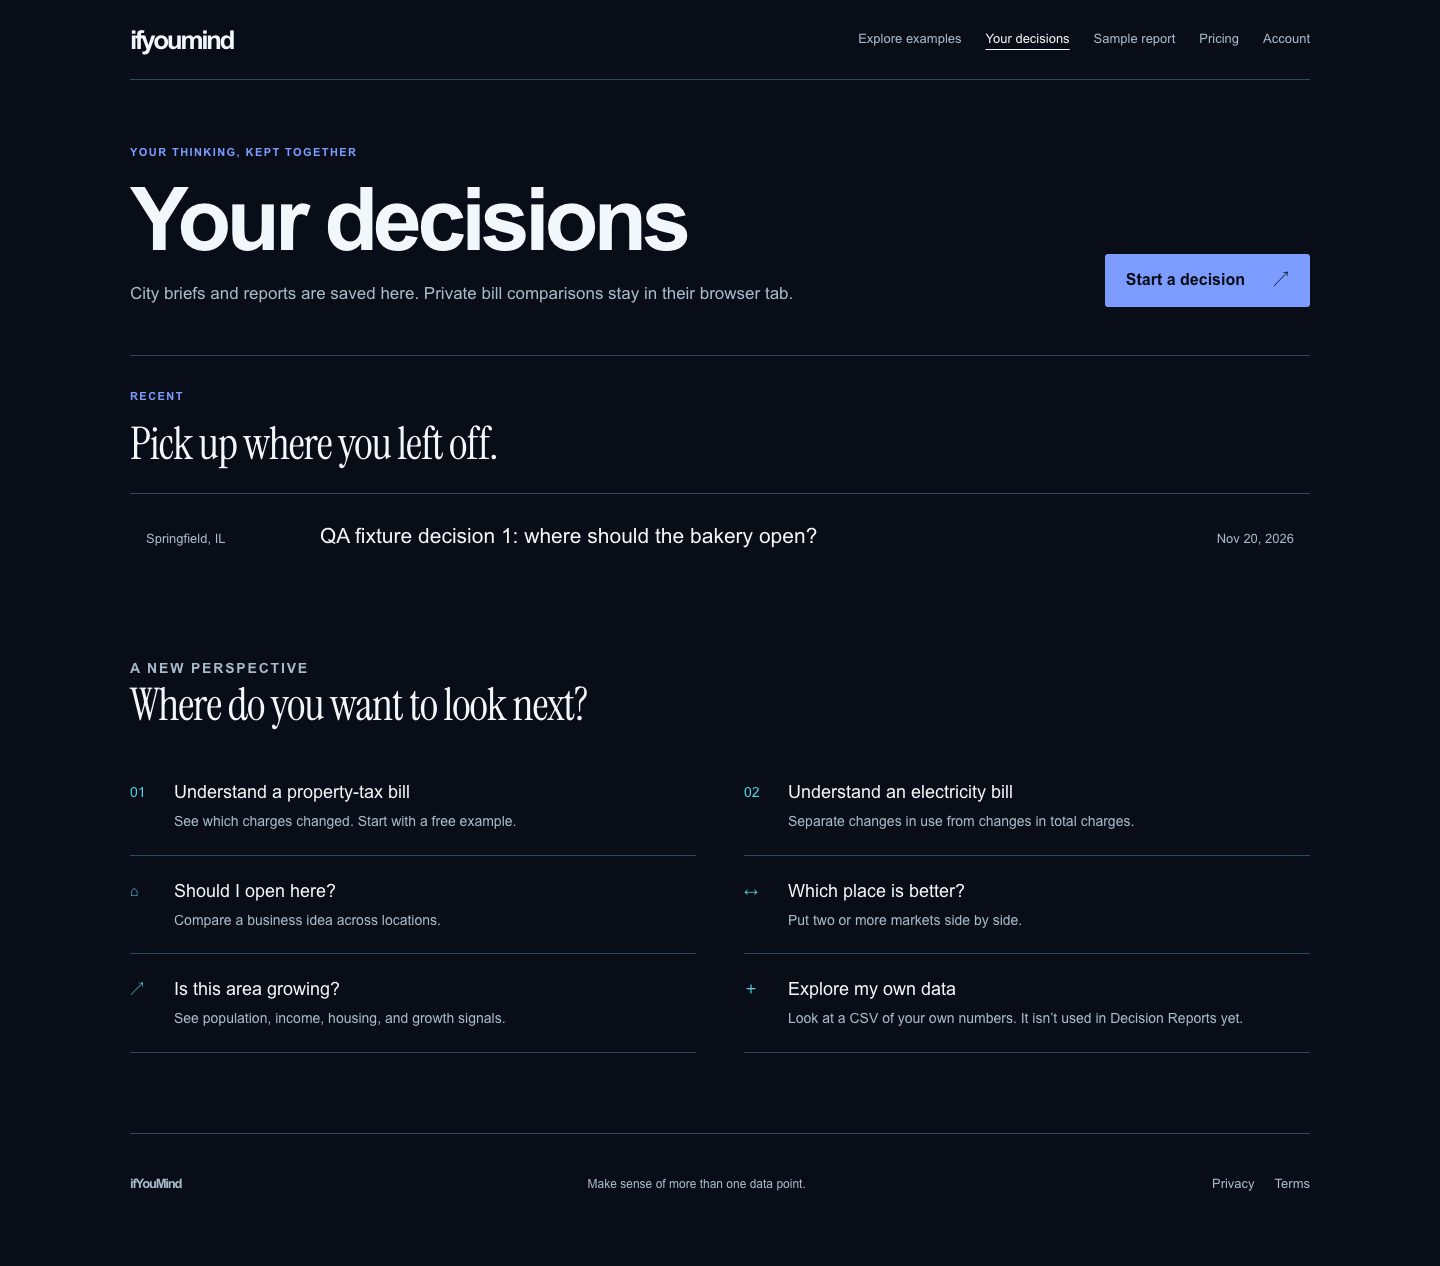 ifyoumind
Explore examples
Your decisions
Sample report
Pricing
Account
YOUR THINKING, KEPT TOGETHER
Your decisions
City briefs and reports are saved here. Private bill comparisons stay in their browser tab.
Start a decision ↗
RECENT
Pick up where you left off.
Springfield, IL
QA fixture decision 1: where should the bakery open?
Nov 20, 2026
A NEW PERSPECTIVE
Where do you want to look next?
01
Understand a property-tax bill
See which charges changed. Start with a free example.
02
Understand an electricity bill
Separate changes in use from changes in total charges.
⌂
Should I open here?
Compare a business idea across locations.
↔
Which place is better?
Put two or more markets side by side.
↗
Is this area growing?
See population, income, housing, and growth signals.
+
Explore my own data
Look at a CSV of your own numbers. It isn’t used in Decision Reports yet.
ifYouMind
Make sense of more than one data point.
Privacy
Terms